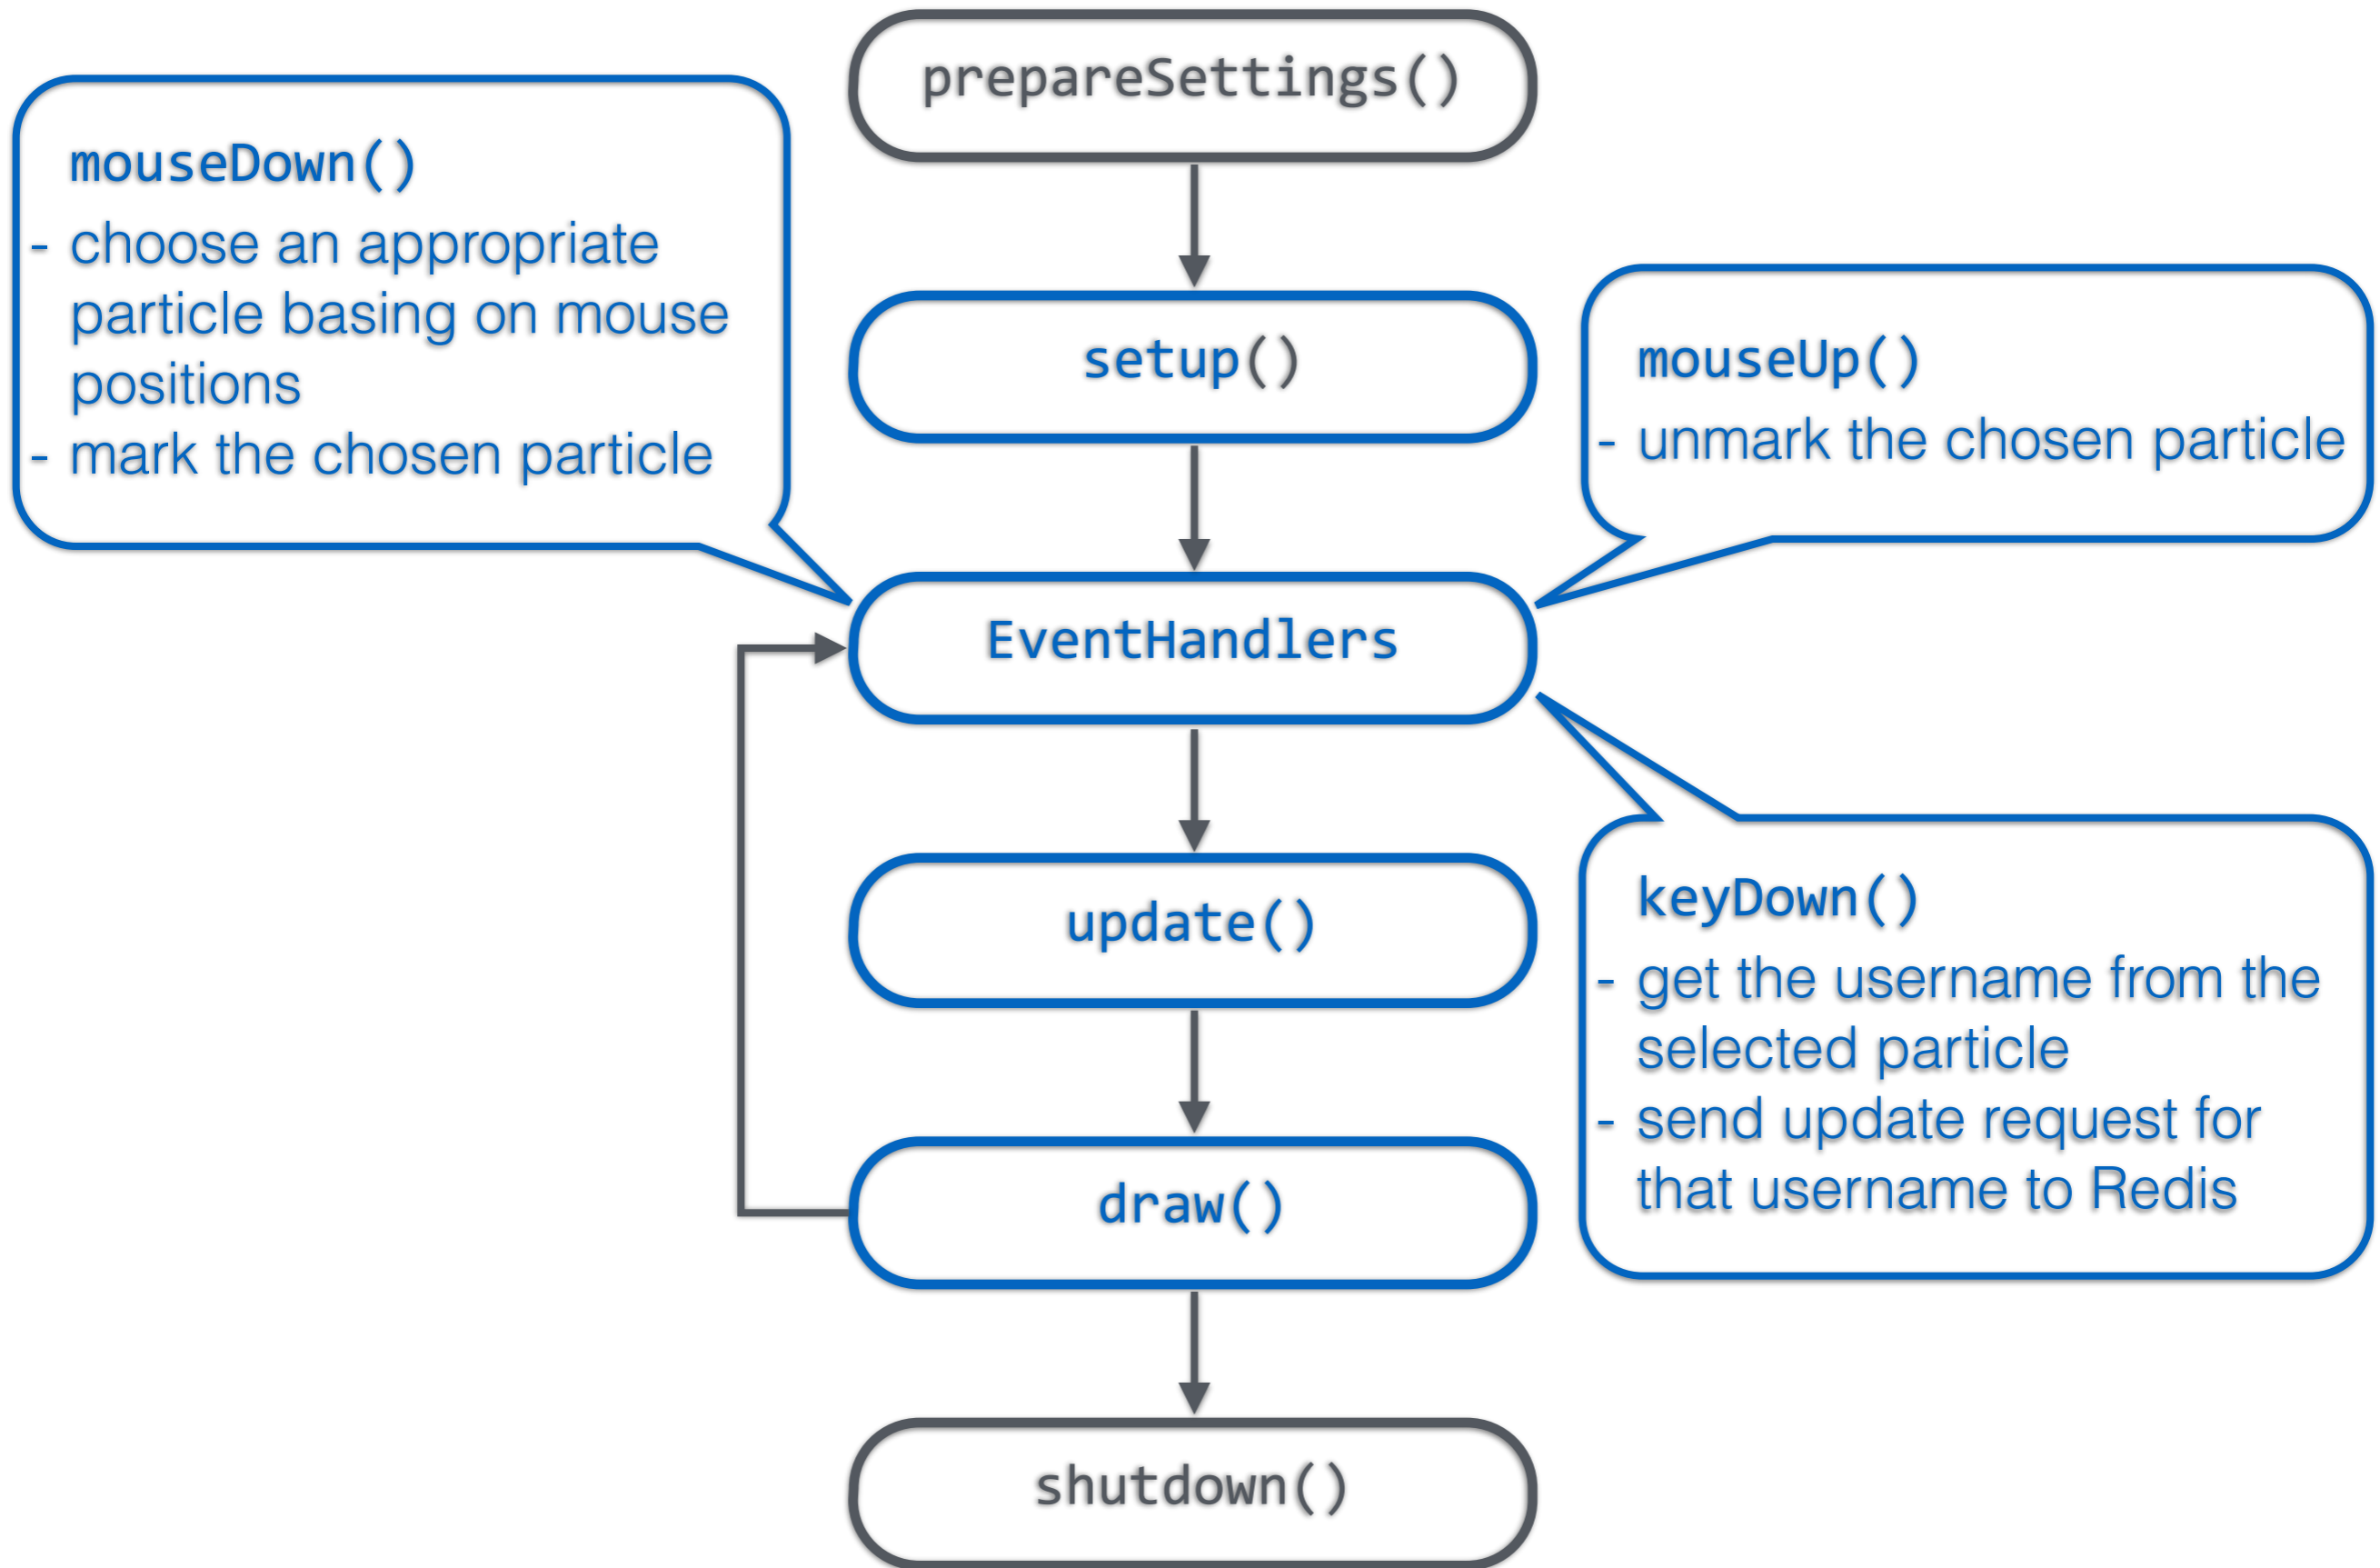 prepareSettings()
mouseDown()
- choose an appropriate
particle basing on mouse
positions
- mark the chosen particle
setup()
mouseUp()
- unmark the chosen particle
EventHandlers
update()
keyDown()
- get the username from the
selected particle
- send update request for
that username to Redis
draw()
shutdown()